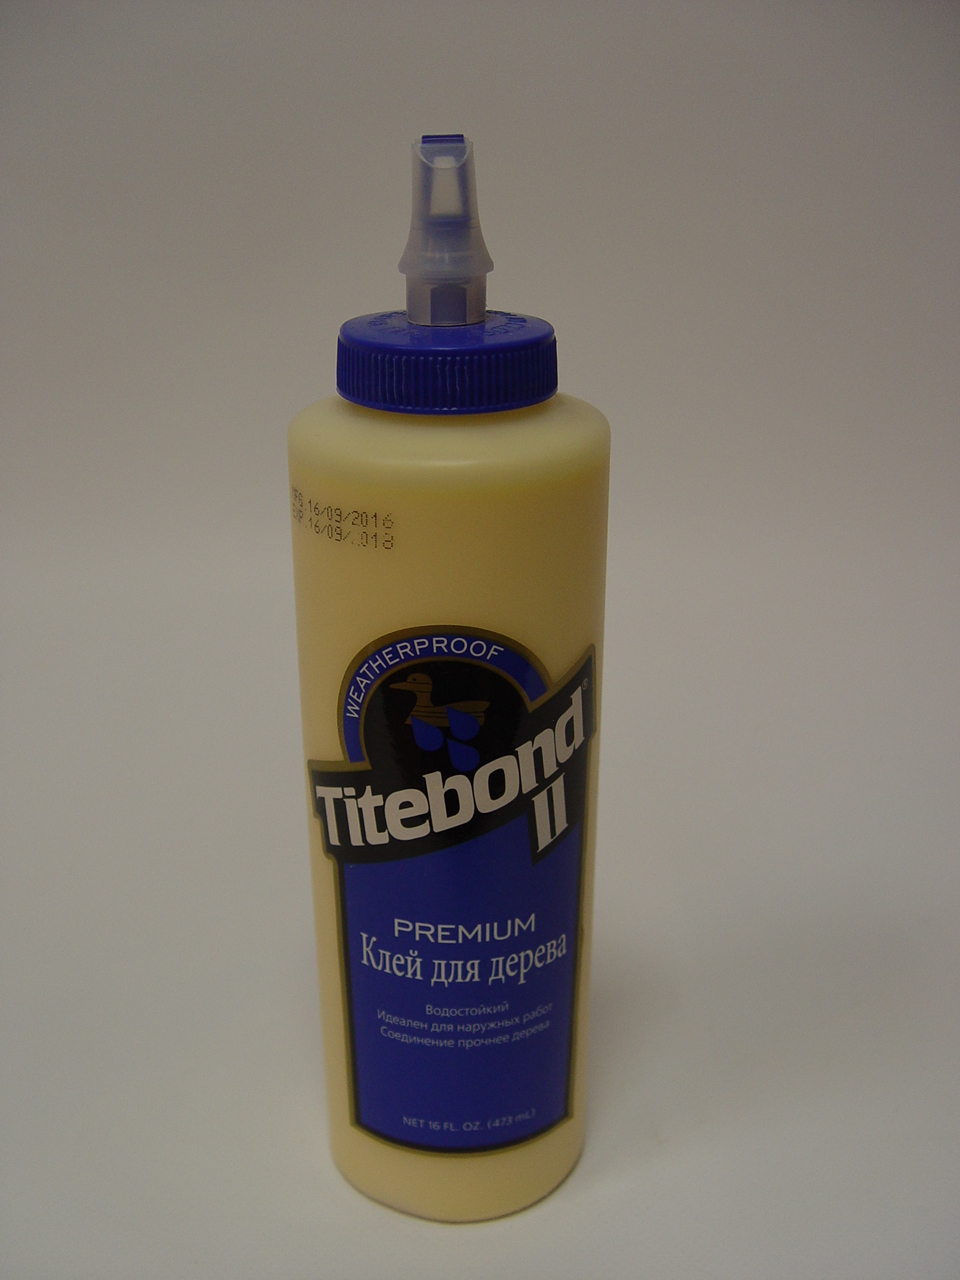 MFG 16/09/2016
EXP 16/09/ 018
WEATHERPROOF
Titebond®
II
PREMIUM
Клей для дерева
Водостойкий
Идеален для наружных работ
Соединение прочнее дерева
NET 16 FL. OZ. (473 mL)